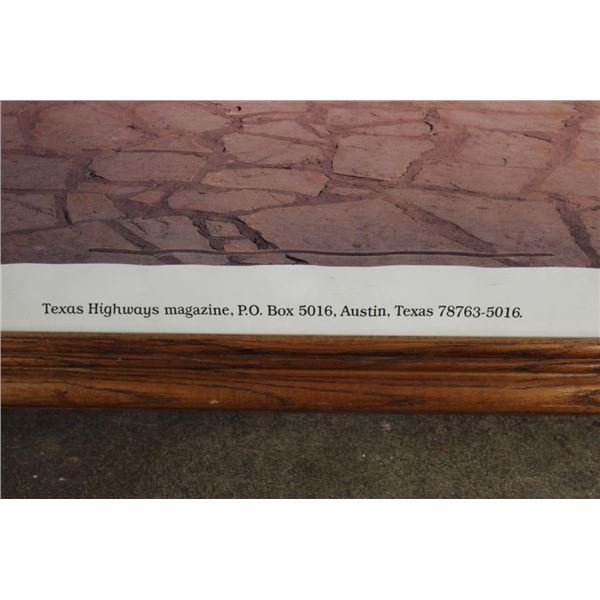 Texas Highways magazine, P.O. Box 5016, Austin, Texas 78763-5016.